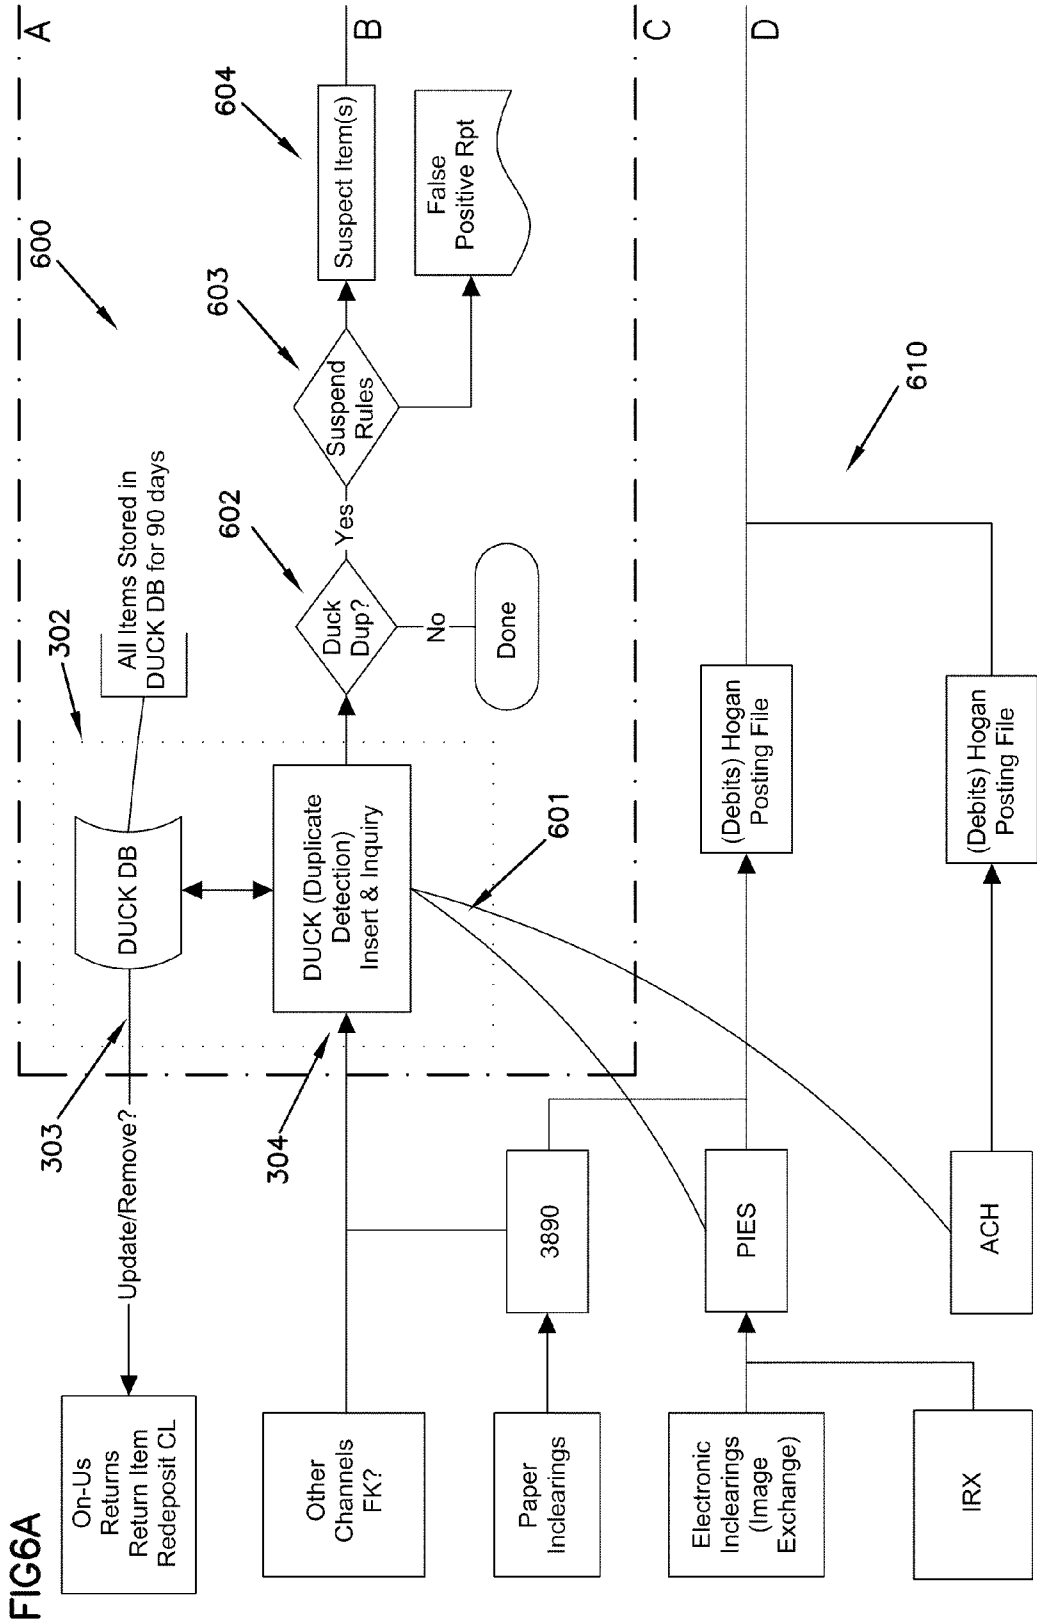 FIG6A
On-Us
Returns
Return Item
Redeposit CL
Update/Remove?
303
DUCK DB
302
All Items Stored in
DUCK DB for 90 days
600
A
Other
Channels
FK?
304
DUCK (Duplicate
Detection)
Insert & Inquiry
Duck
Dup?
602
Yes
No
Done
Suspend
Rules
603
Suspect Item(s)
604
B
False
Positive Rpt
601
C
Paper
Inclearings
3890
Electronic
Inclearings
(Image
Exchange)
PIES
(Debits) Hogan
Posting File
D
610
IRX
ACH
(Debits) Hogan
Posting File